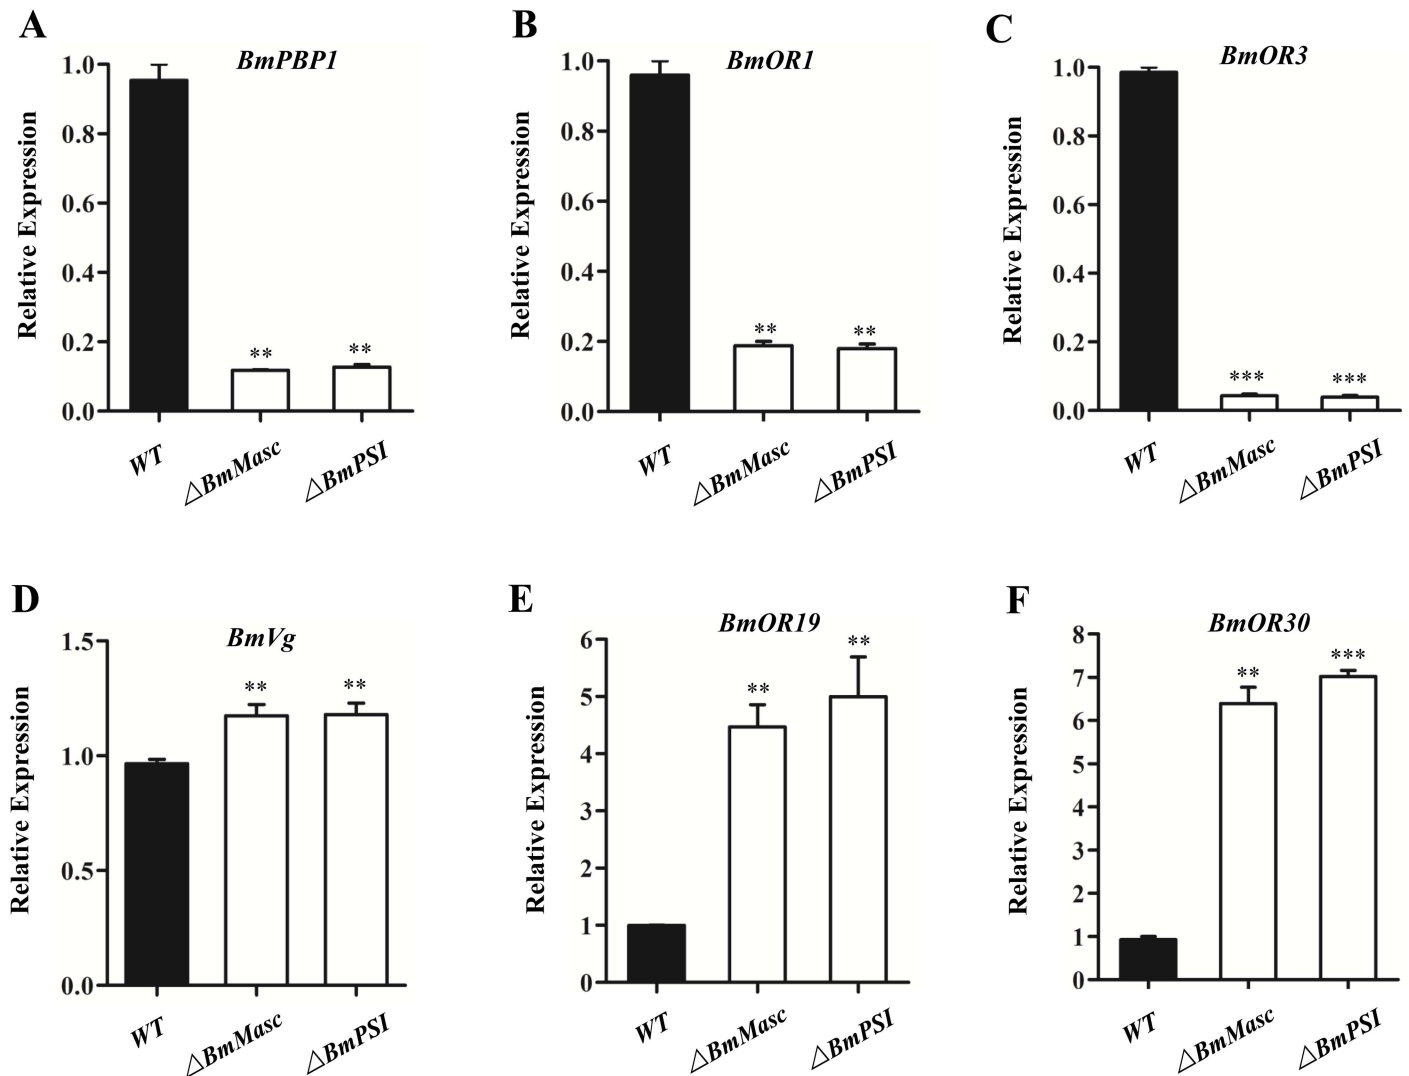 A
BmPBP1
Relative Expression
1.0
0.8
0.6
0.4
0.2
0.0
**
**
WT
△BmMasc
△BmPSI
B
BmOR1
Relative Expression
1.0
0.8
0.6
0.4
0.2
0.0
**
**
WT
△BmMasc
△BmPSI
C
BmOR3
Relative Expression
1.0
0.8
0.6
0.4
0.2
0.0
***
***
WT
△BmMasc
△BmPSI
D
BmVg
Relative Expression
1.5
1.0
0.5
0.0
**
**
WT
△BmMasc
△BmPSI
E
BmOR19
Relative Expression
6
5
4
3
2
1
0
**
**
WT
△BmMasc
△BmPSI
F
BmOR30
Relative Expression
8
7
6
5
4
3
2
1
0
**
***
WT
△BmMasc
△BmPSI